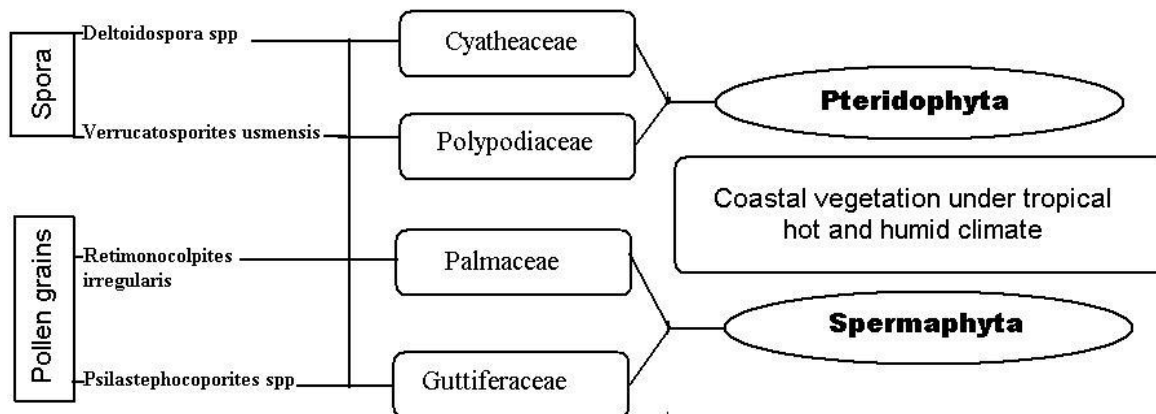 Spora
Deltoidospora spp
Cyatheaceae
Pteridophyta
Verrucatosporites usmensis
Polypodiaceae
Coastal vegetation under tropical
hot and humid climate
Pollen grains
Retimonocolpites
irregularis
Palmaceae
Spermaphyta
Psilastephocoporites spp
Guttiferaceae